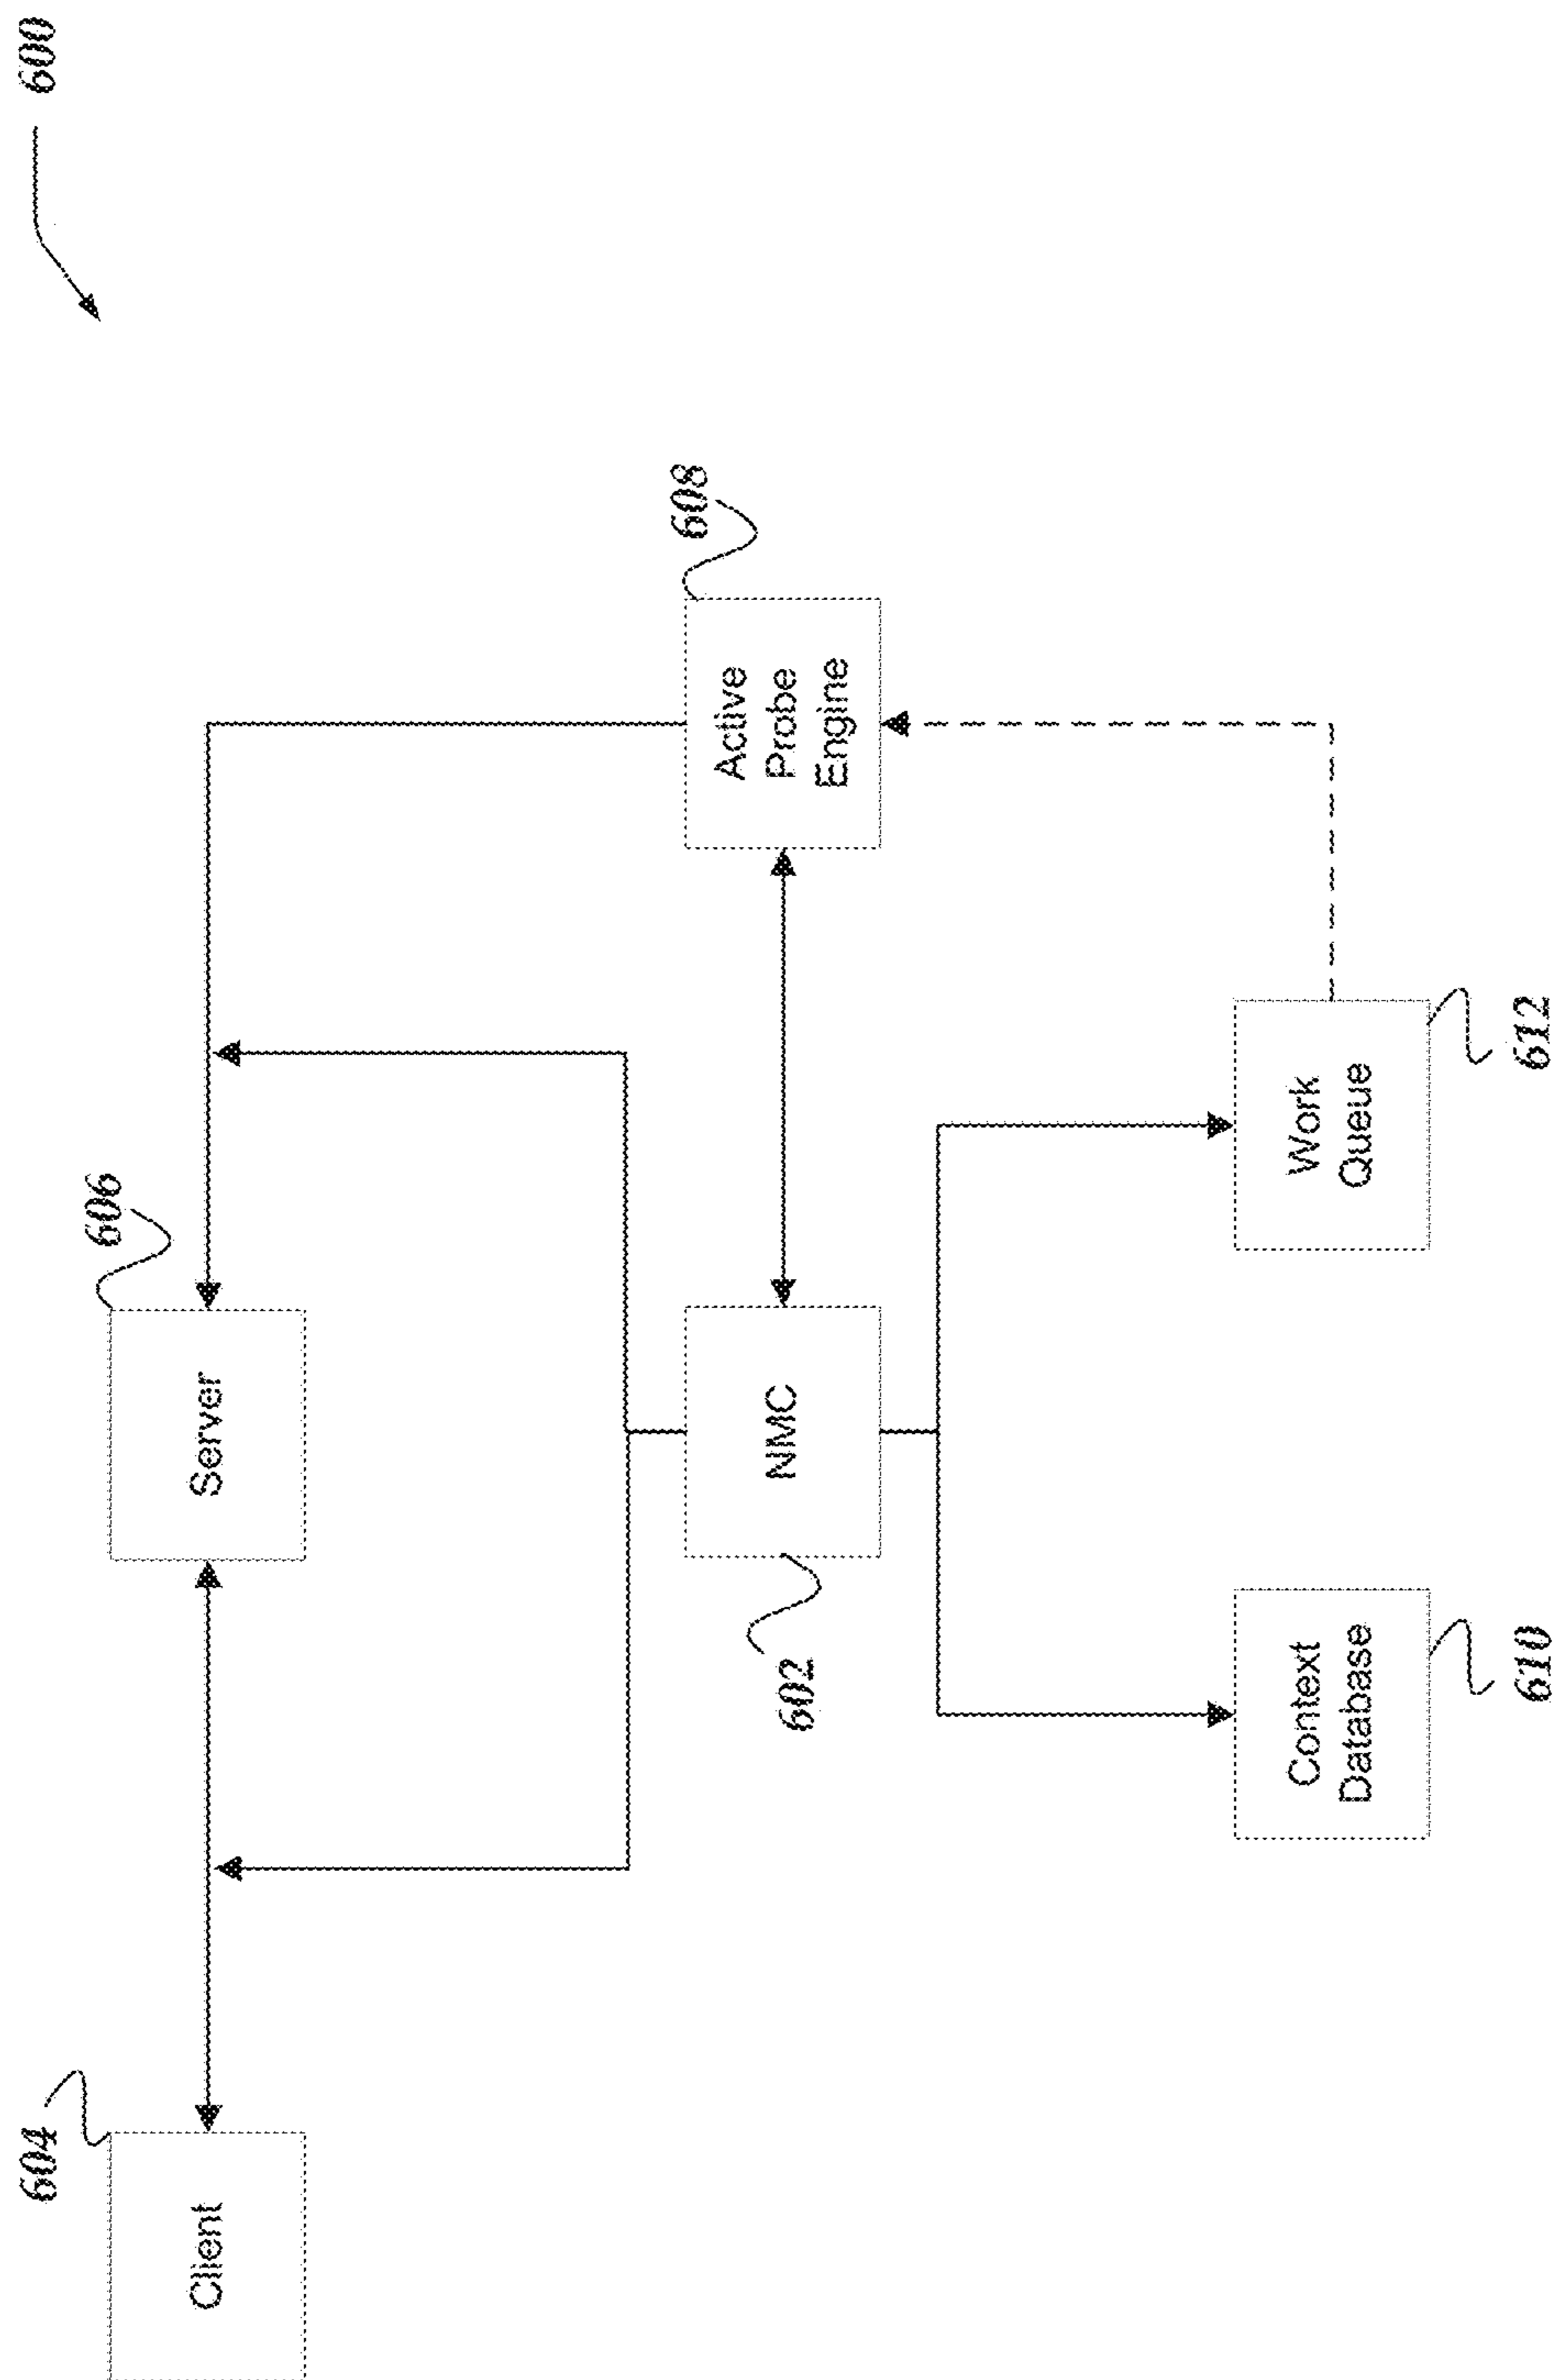 600
604
Client
606
Server
602
NMC
608
Active
Probe
Engine
610
Context
Database
612
Work
Queue